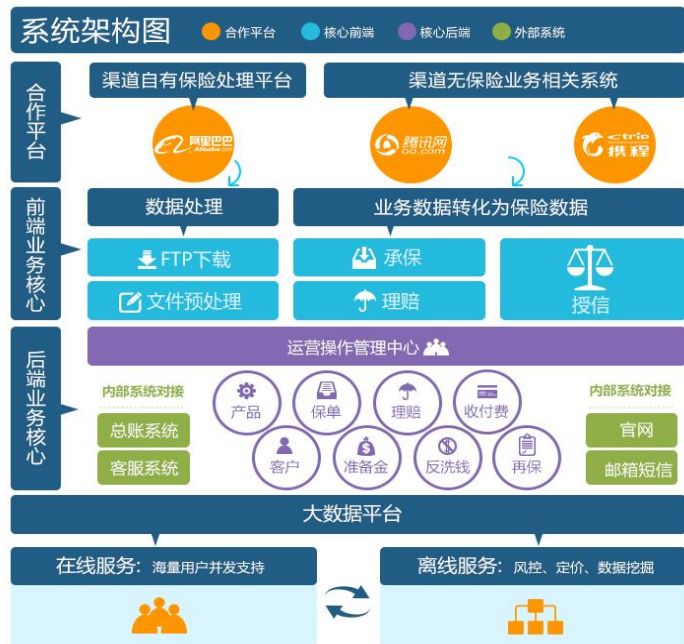 系统架构图
合作平台
核心前端
核心后端
外部系统
合作平台
渠道自有保险处理平台
渠道无保险业务相关系统
阿里巴巴
Alibaba.com
腾讯网
QQ.com
ctrip
携程
前端业务核心
数据处理
业务数据转化为保险数据
FTP下载
承保
文件预处理
理赔
授信
后端业务核心
运营操作管理中心
内部系统对接
总账系统
客服系统
产品
保单
理赔
收付费
客户
准备金
反洗钱
再保
内部系统对接
官网
邮箱短信
大数据平台
在线服务：海量用户并发支持
离线服务：风控、定价、数据挖掘